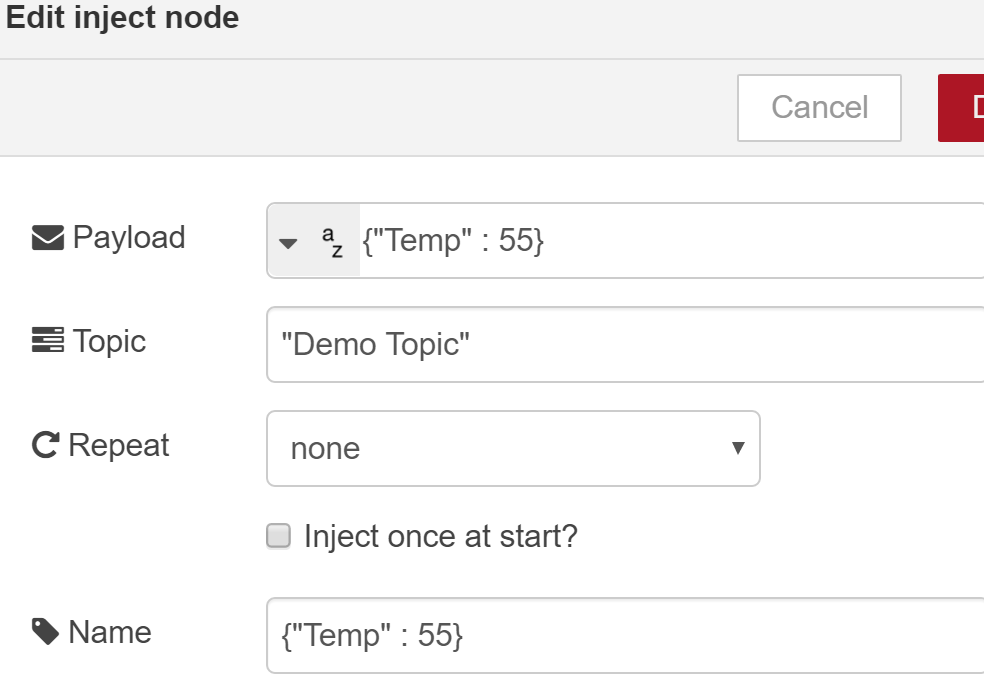 Edit inject node
Cancel D
Payload az {"Temp" : 55}
Topic "Demo Topic"
Repeat none
Inject once at start?
Name {"Temp" : 55}